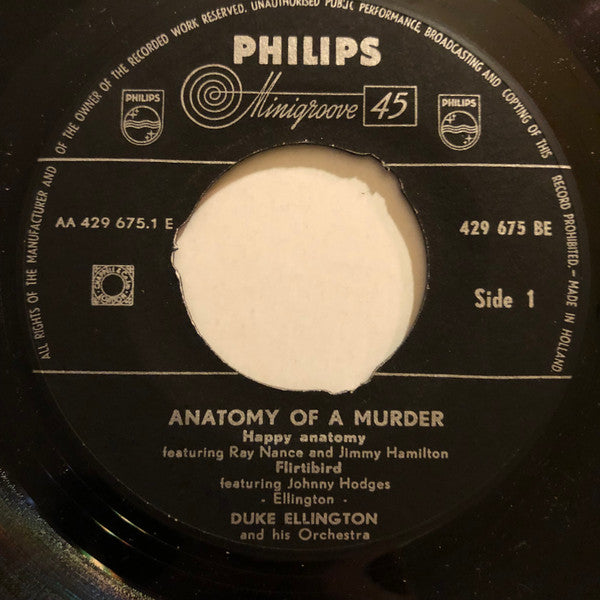 ALL RIGHTS OF THE MANUFACTURER AND OF THE OWNER OF THE RECORDED WORK RESERVED. UNAUTHORISED PUBLIC PERFORMANCE, BROADCASTING AND COPYING OF THIS RECORD PROHIBITED.- MADE IN HOLLAND
PHILIPS
Minigroove 45
PHILIPS
PHILIPS
AA 429 675.1 E
429 675 BE
Side 1
ANATOMY OF A MURDER
Happy anatomy
featuring Ray Nance and Jimmy Hamilton
Flirtibird
featuring Johnny Hodges
- Ellington -
DUKE ELLINGTON
and his Orchestra